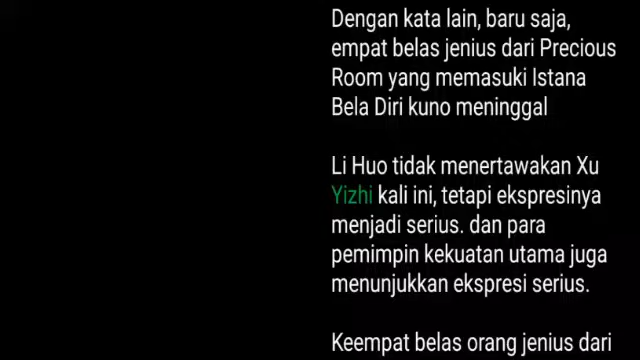 Dengan kata lain, baru saja,
empat belas jenius dari Precious
Room yang memasuki Istana
Bela Diri kuno meninggal
Li Huo tidak menertawakan Xu
Yizhi kali ini, tetapi ekspresinya
menjadi serius. dan para
pemimpin kekuatan utama juga
menunjukkan ekspresi serius.
Keempat belas orang jenius dari